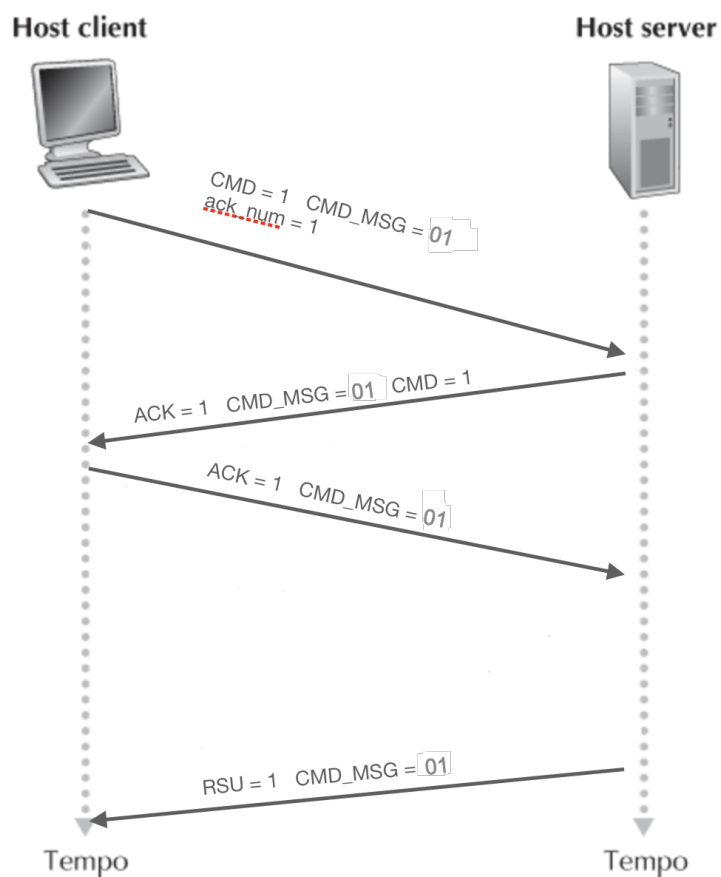 Host client
Host server
CMD = 1 CMD_MSG = 01
ack_num = 1
ACK = 1 CMD_MSG = 01 CMD = 1
ACK = 1 CMD_MSG = 01
RSU = 1 CMD_MSG = 01
Tempo
Tempo